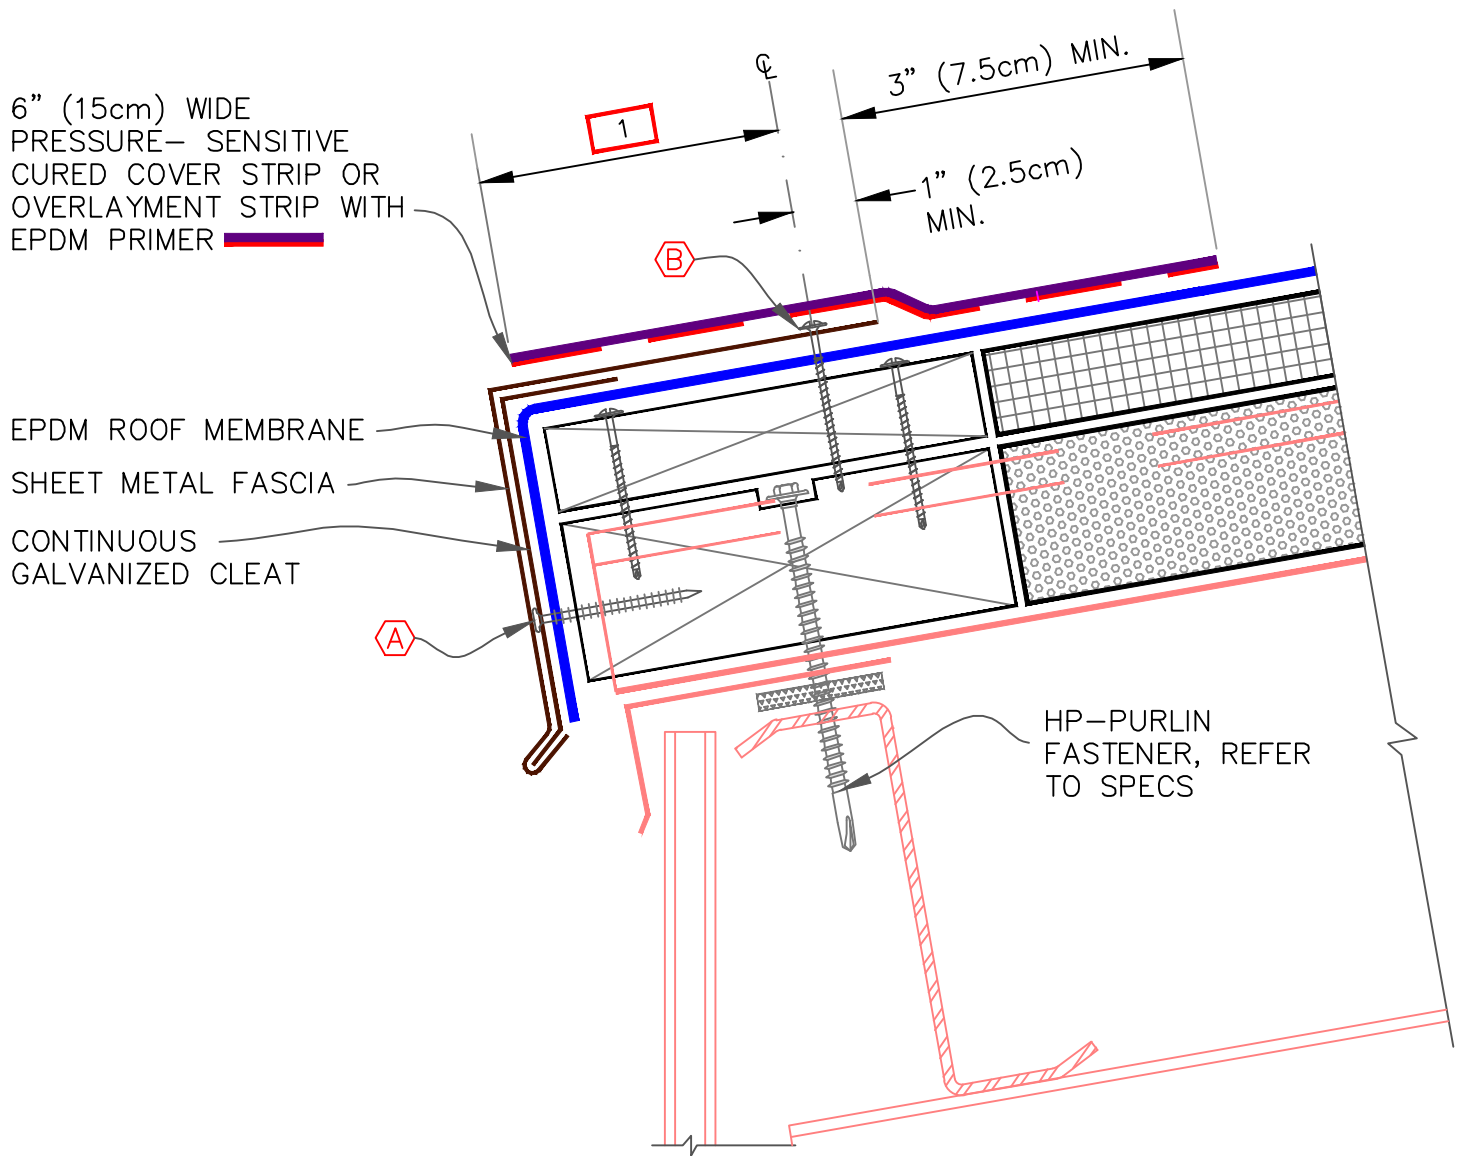 6" (15cm) WIDE
PRESSURE- SENSITIVE
CURED COVER STRIP OR
OVERLAYMENT STRIP WITH
EPDM PRIMER
1
℄
3" (7.5cm) MIN.
1" (2.5cm)
MIN.
B
EPDM ROOF MEMBRANE
SHEET METAL FASCIA
CONTINUOUS
GALVANIZED CLEAT
A
HP-PURLIN
FASTENER, REFER
TO SPECS